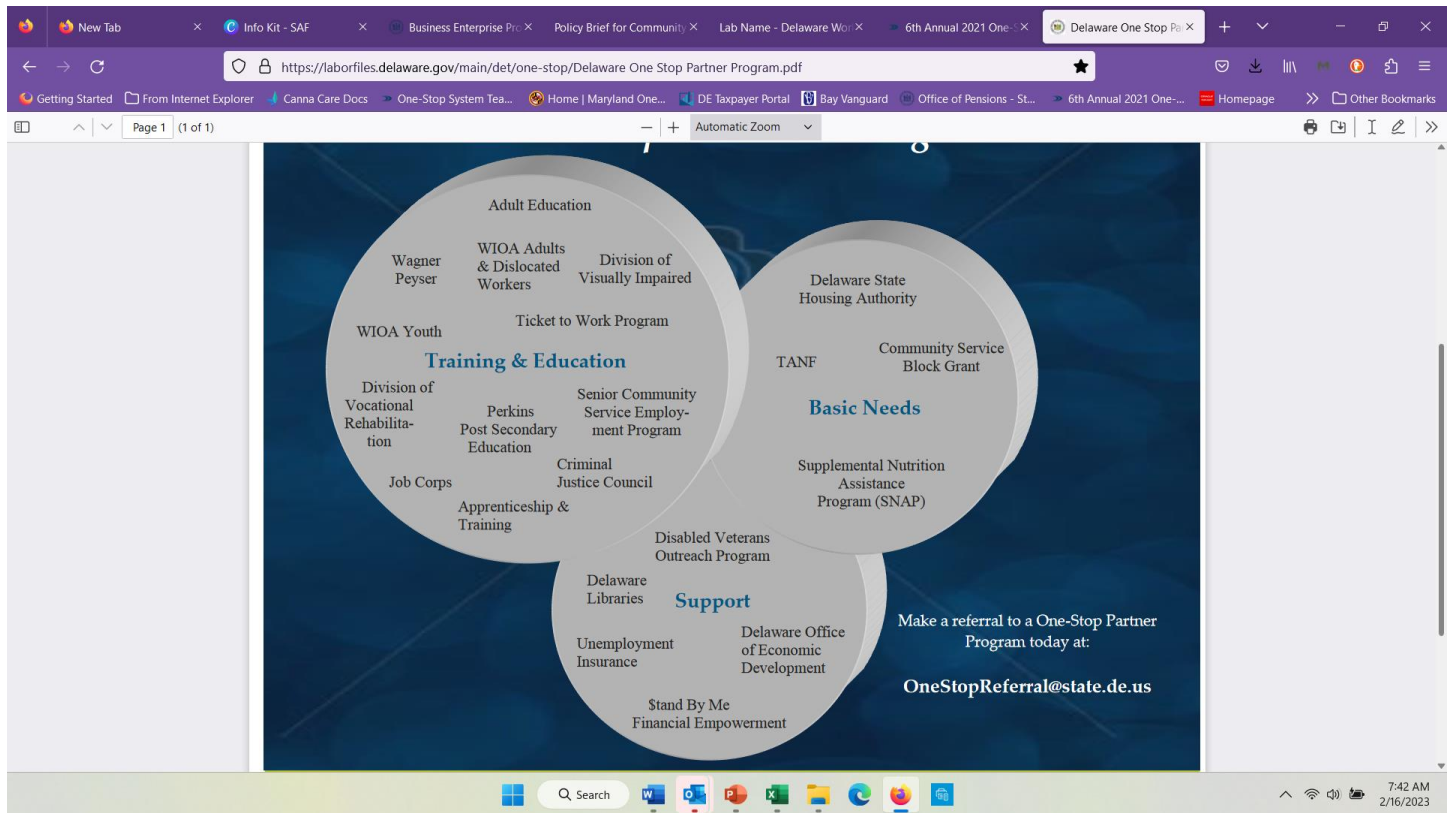 New Tab
Info Kit - SAF
Business Enterprise Pro
Policy Brief for Community
Lab Name - Delaware Wor
6th Annual 2021 One-S
Delaware One Stop Pa
https://laborfiles.delaware.gov/main/det/one-stop/Delaware One Stop Partner Program.pdf
Getting Started
From Internet Explorer
Canna Care Docs
One-Stop System Tea...
Home | Maryland One...
DE Taxpayer Portal
Bay Vanguard
Office of Pensions - St...
6th Annual 2021 One-...
Homepage
Other Bookmarks
Page 1 (1 of 1)
Automatic Zoom
Adult Education
Wagner
Peyser
WIOA Adults
& Dislocated
Workers
Division of
Visually Impaired
Ticket to Work Program
WIOA Youth
Training & Education
Division of
Vocational
Rehabilita-
tion
Perkins
Post Secondary
Education
Senior Community
Service Employ-
ment Program
Criminal
Justice Council
Job Corps
Apprenticeship &
Training
Delaware State
Housing Authority
TANF
Community Service
Block Grant
Basic Needs
Supplemental Nutrition
Assistance
Program (SNAP)
Disabled Veterans
Outreach Program
Delaware
Libraries
Support
Unemployment
Insurance
Delaware Office
of Economic
Development
$tand By Me
Financial Empowerment
Make a referral to a One-Stop Partner
Program today at:
OneStopReferral@state.de.us
Search
7:42 AM
2/16/2023